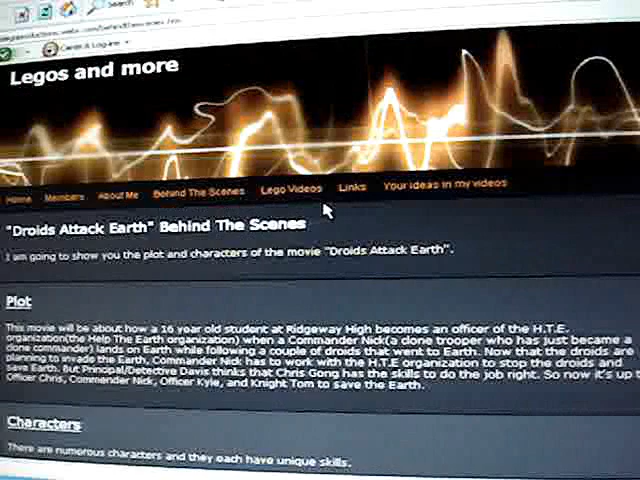 Search
Legos and more
Home Members About Me Behind The Scenes Lego Videos Links Your ideas in my videos
"Droids Attack Earth" Behind The Scenes
I am going to show you the plot and characters of the movie "Droids Attack Earth".
Plot
This movie will be about how a 16 year old student at Ridgeway High becomes an officer of the H.T.E.
organization(the Help The Earth organization) when a Commander Nick(a clone trooper who has just became a
clone commander) lands on Earth while following a couple of droids that went to Earth. Now that the droids are
planning to invade the Earth, Commander Nick has to work with the H.T.E organization to stop the droids and
save Earth. But Principal/Detective Davis thinks that Chris Gong has the skills to do the job right. So now it's up
Officer Chris, Commander Nick, Officer Kyle, and Knight Tom to save the Earth.
Characters
There are numorous characters and they each have unique skills.